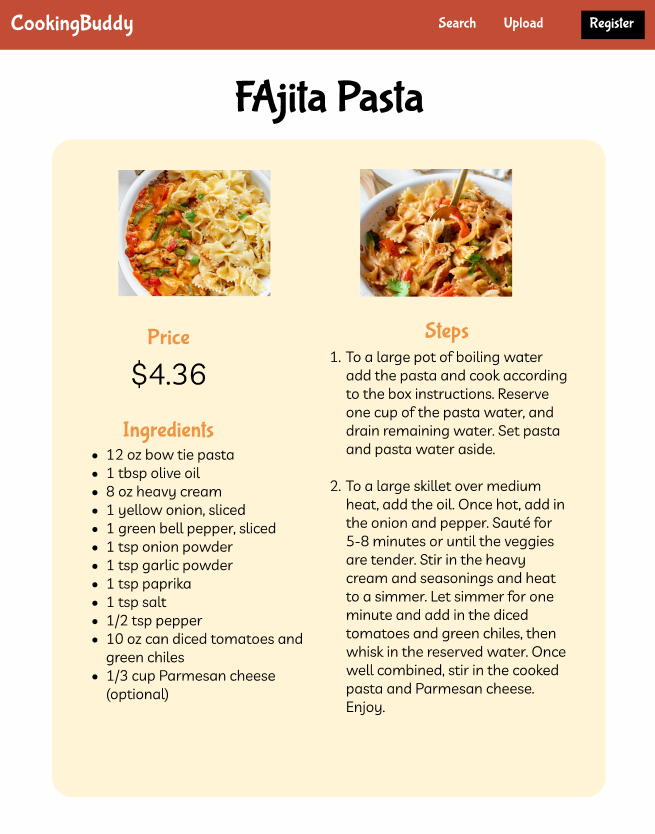 CookingBuddy
Search
Upload
Register
FAjita Pasta
Price
$4.36
Ingredients
• 12 oz bow tie pasta
• 1 tbsp olive oil
• 8 oz heavy cream
• 1 yellow onion, sliced
• 1 green bell pepper, sliced
• 1 tsp onion powder
• 1 tsp garlic powder
• 1 tsp paprika
• 1 tsp salt
• 1/2 tsp pepper
• 10 oz can diced tomatoes and
green chiles
• 1/3 cup Parmesan cheese
(optional)
Steps
1. To a large pot of boiling water
add the pasta and cook according
to the box instructions. Reserve
one cup of the pasta water, and
drain remaining water. Set pasta
and pasta water aside.
2. To a large skillet over medium
heat, add the oil. Once hot, add in
the onion and pepper. Sauté for
5-8 minutes or until the veggies
are tender. Stir in the heavy
cream and seasonings and heat
to a simmer. Let simmer for one
minute and add in the diced
tomatoes and green chiles, then
whisk in the reserved water. Once
well combined, stir in the cooked
pasta and Parmesan cheese.
Enjoy.